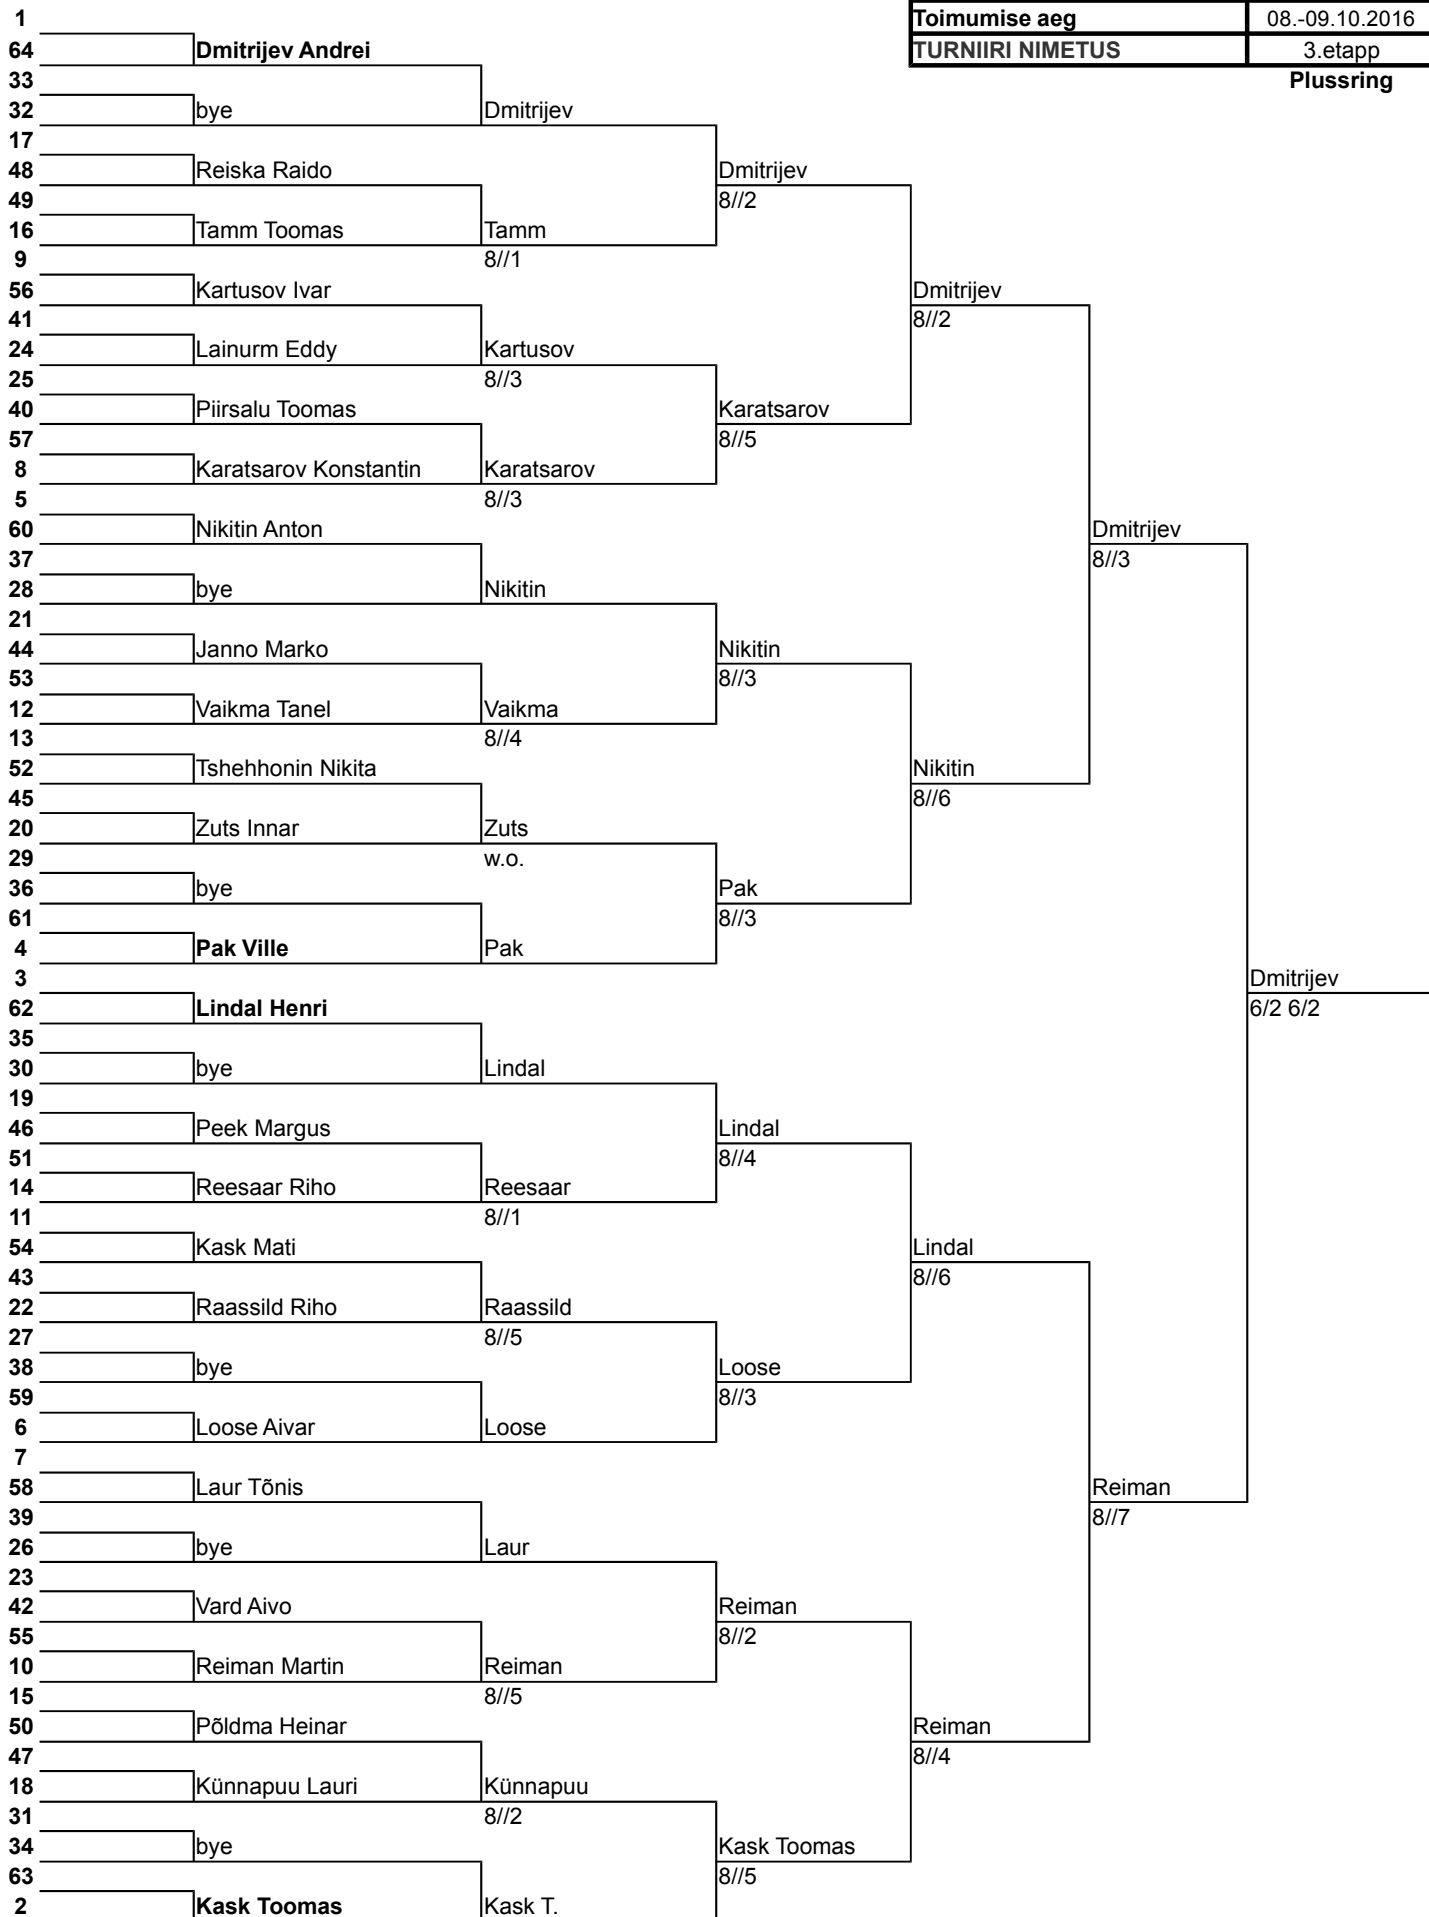 1 Toimumise aeg 08.-09.10.2016
64 Dmitrijev Andrei TURNIIRI NIMETUS 3.etapp
33 Plussring
32 bye Dmitrijev
17
48 Reiska Raido Dmitrijev
49 8//2
16 Tamm Toomas Tamm
9 8//1
56 Kartusov Ivar Dmitrijev
41 8//2
24 Lainurm Eddy Kartusov
25 8//3
40 Piirsalu Toomas Karatsarov
57 8//5
8 Karatsarov Konstantin Karatsarov
5 8//3
60 Nikitin Anton Dmitrijev
37 8//3
28 bye Nikitin
21
44 Janno Marko Nikitin
53 8//3
12 Vaikma Tanel Vaikma
13 8//4
52 Tshehhonin Nikita Nikitin
45 8//6
20 Zuts Innar Zuts
29 w.o.
36 bye Pak
61 8//3
4 Pak Ville Pak
3 Dmitrijev
62 Lindal Henri 6/2 6/2
35
30 bye Lindal
19
46 Peek Margus Lindal
51 8//4
14 Reesaar Riho Reesaar
11 8//1
54 Kask Mati Lindal
43 8//6
22 Raassild Riho Raassild
27 8//5
38 bye Loose
59 8//3
6 Loose Aivar Loose
7
58 Laur Tõnis Reiman
39 8//7
26 bye Laur
23
42 Vard Aivo Reiman
55 8//2
10 Reiman Martin Reiman
15 8//5
50 Põldma Heinar Reiman
47 8//4
18 Künnapuu Lauri Künnapuu
31 8//2
34 bye Kask Toomas
63 8//5
2 Kask Toomas Kask T.